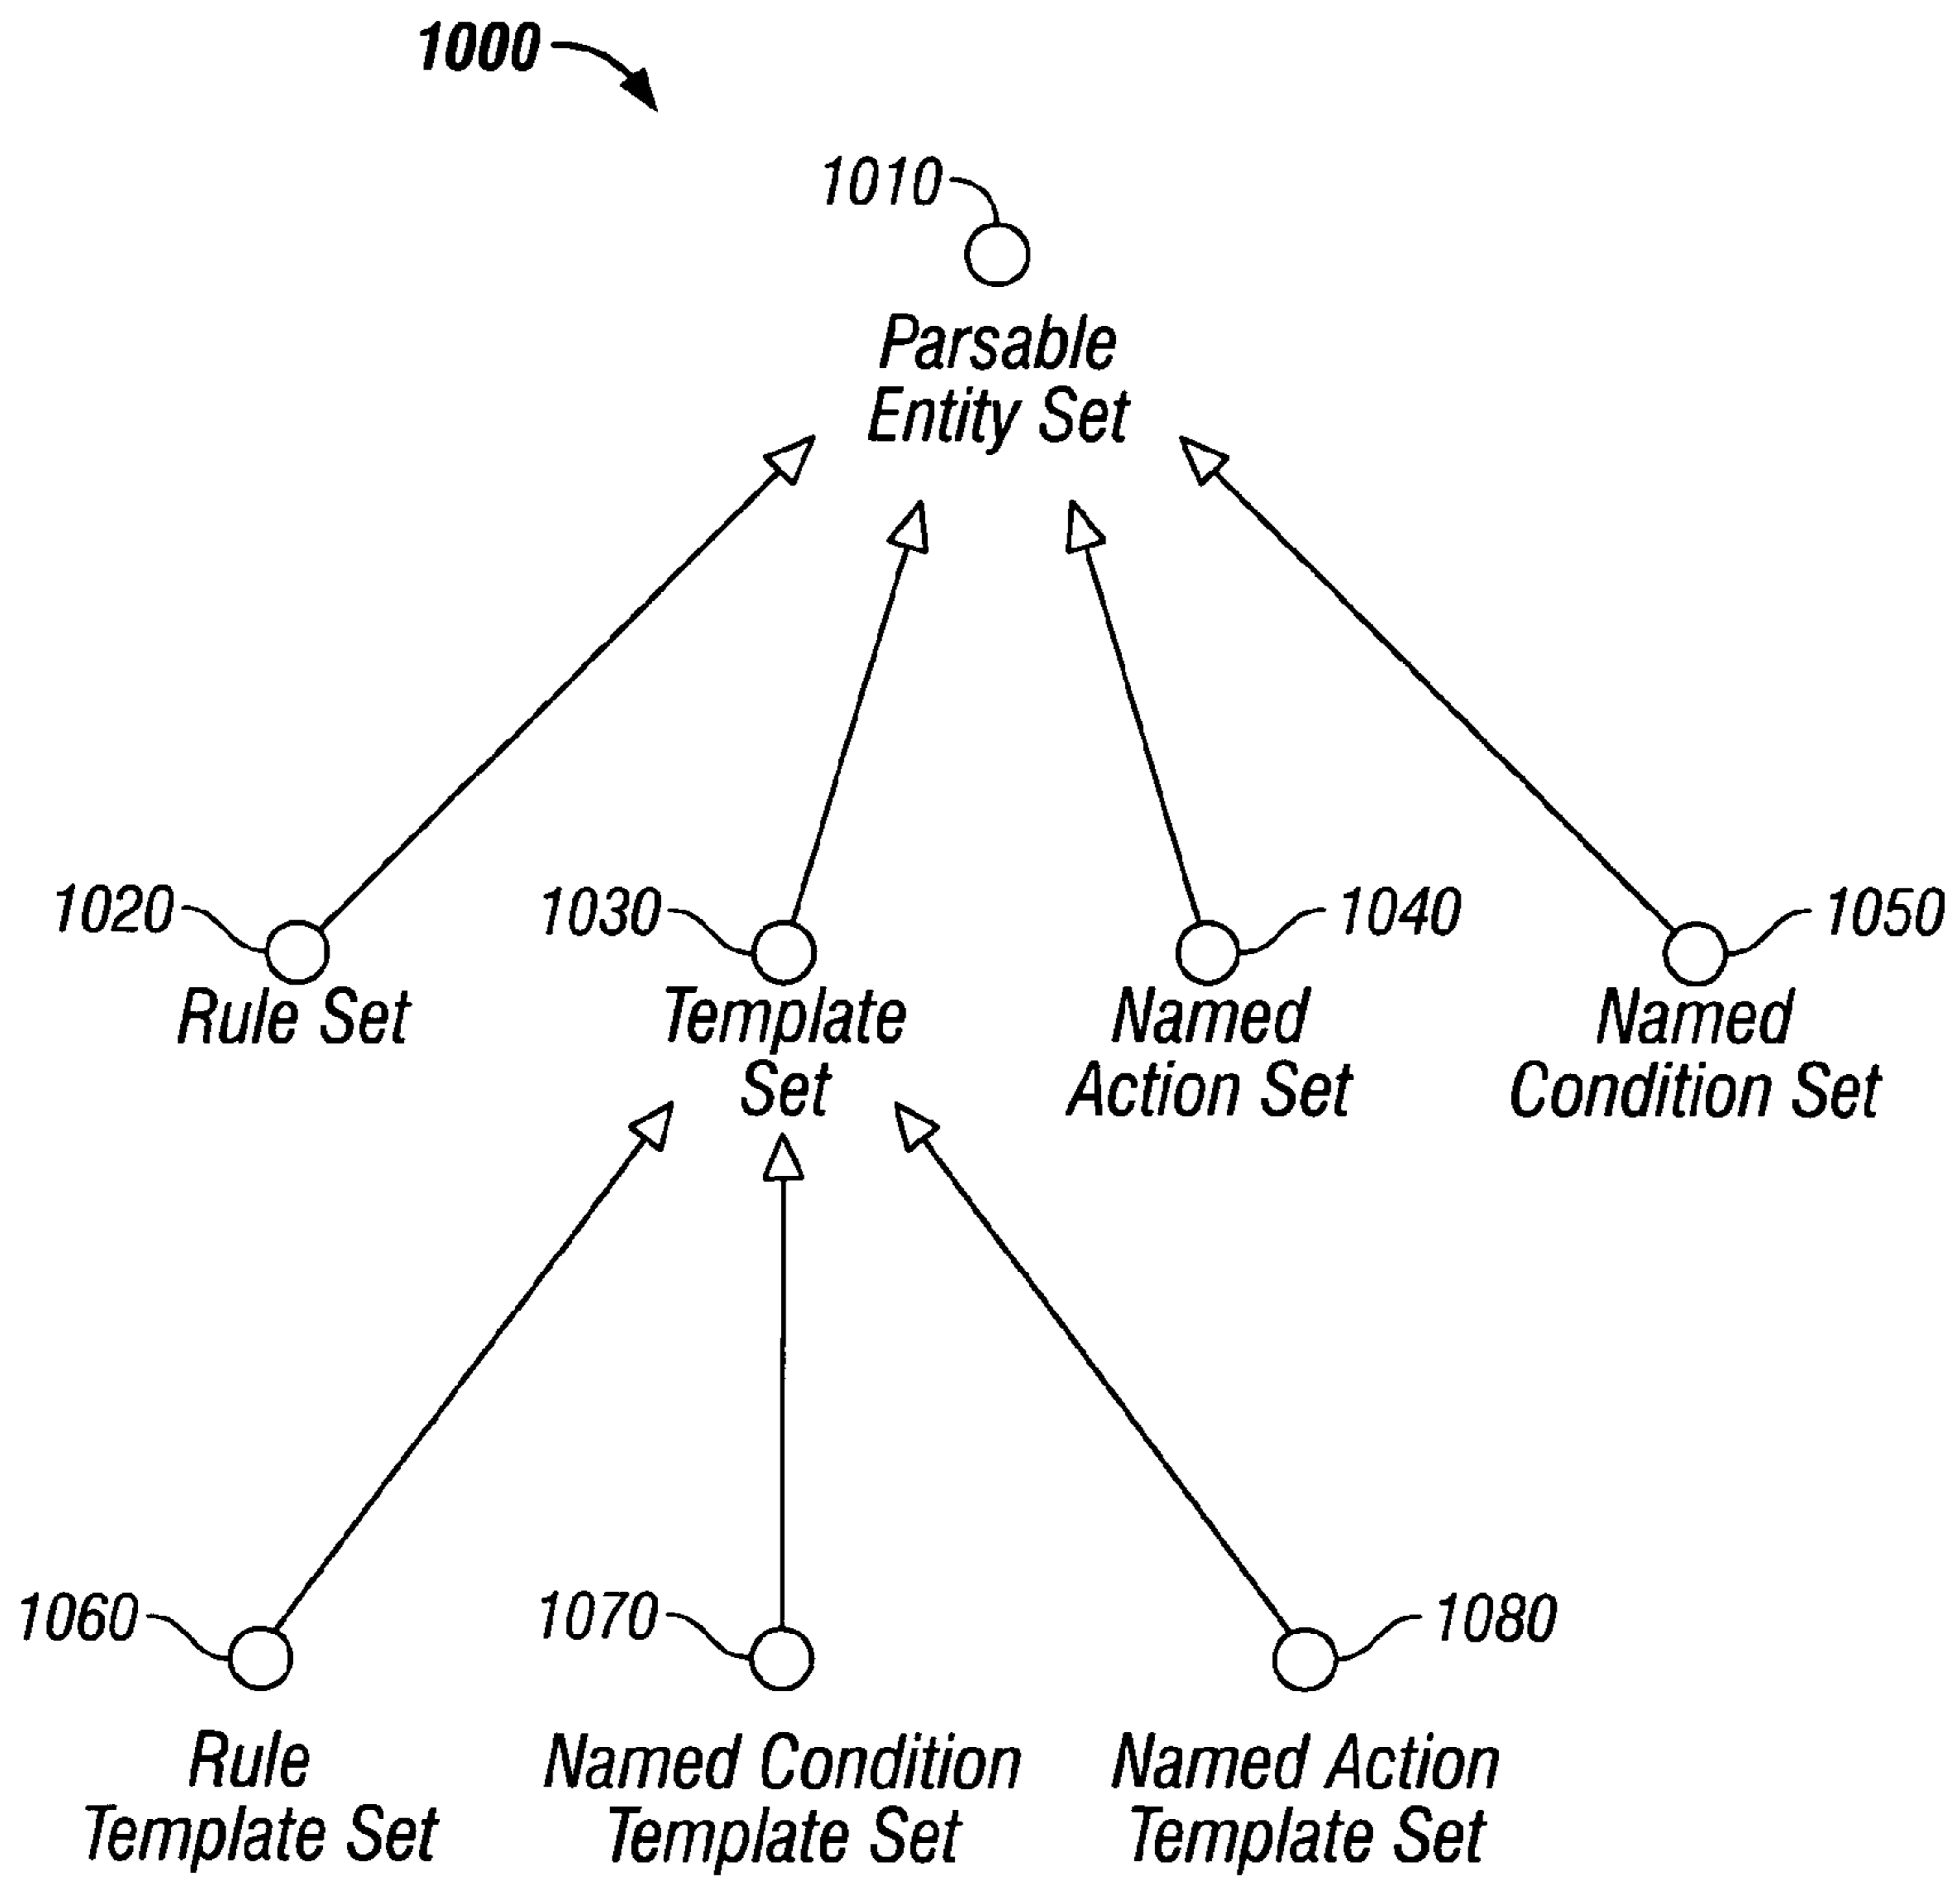 1000
1010
Parsable
Entity Set
1020
1030
1040
1050
Rule Set
Template
Set
Named
Action Set
Named
Condition Set
1060
1070
1080
Rule
Template Set
Named Condition
Template Set
Named Action
Template Set